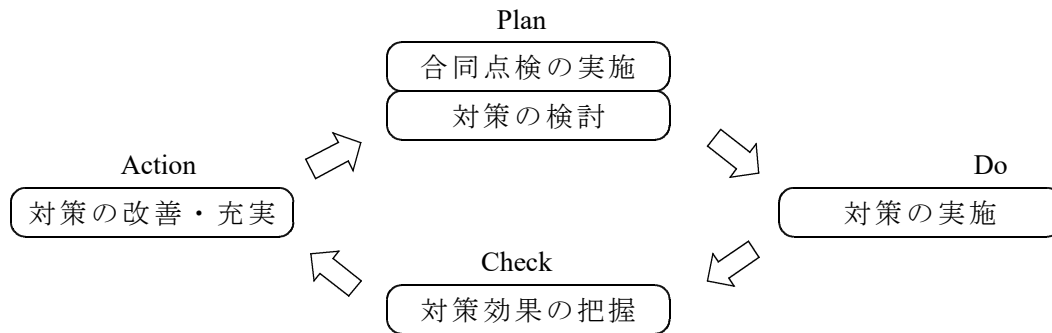 Plan
合同点検の実施
対策の検討
Action
対策の改善・充実
Do
対策の実施
Check
対策効果の把握